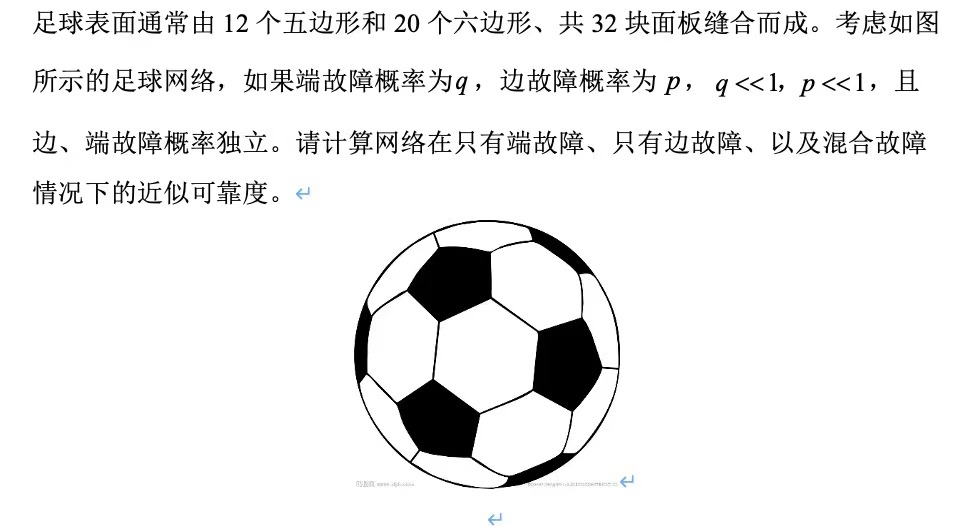 足球表面通常由 12 个五边形和 20 个六边形、共 32 块面板缝合而成。考虑如图
所示的足球网络，如果端故障概率为q，边故障概率为 p，q <<1，p <<1，且
边、端故障概率独立。请计算网络在只有端故障、只有边故障、以及混合故障
情况下的近似可靠度。↵
↵
↵